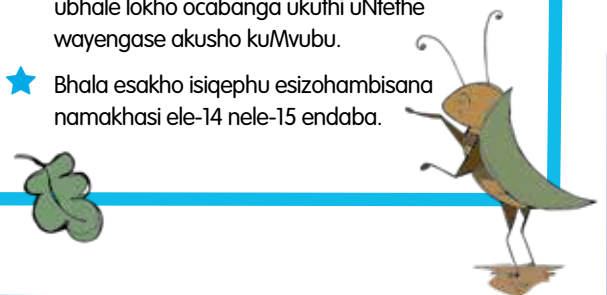 ubhale lokho ocabanga ukuthi uNtethe
wayengase akusho kuMvubu.
Bhala esakho isiqephu esizohambisana
namakhasi ele-14 nele-15 endaba.